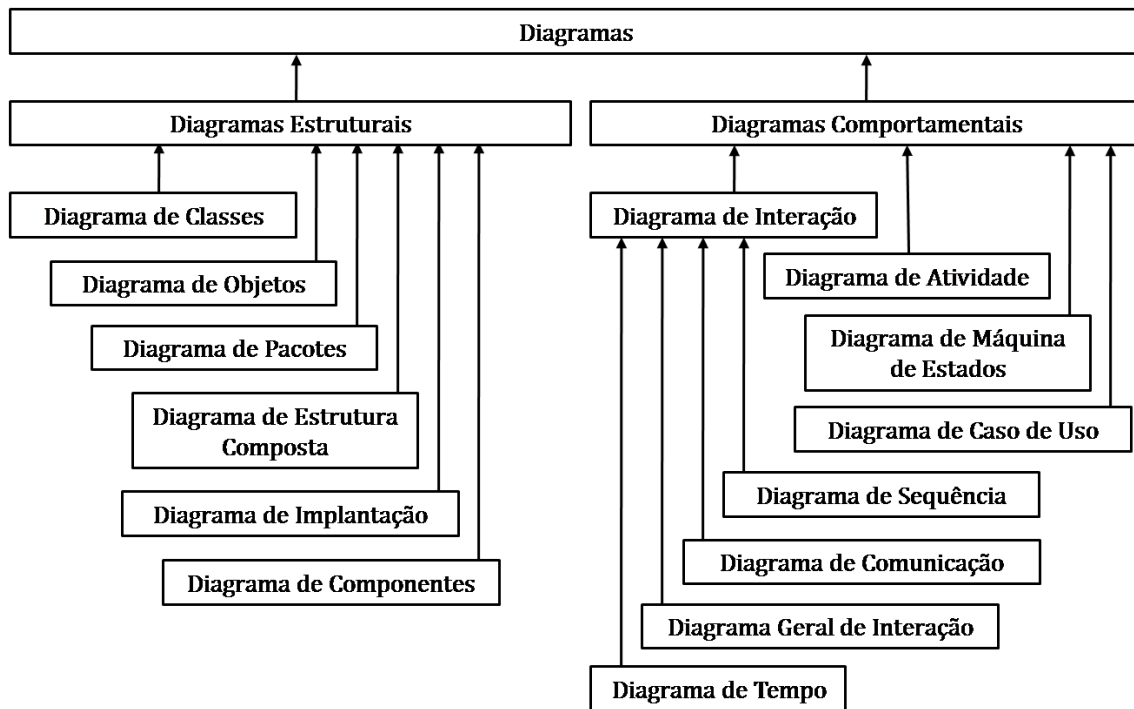 Diagramas
Diagramas Estruturais
Diagramas Comportamentais
Diagrama de Classes
Diagrama de Objetos
Diagrama de Pacotes
Diagrama de Estrutura
Composta
Diagrama de Implantação
Diagrama de Componentes
Diagrama de Interação
Diagrama de Atividade
Diagrama de Máquina
de Estados
Diagrama de Caso de Uso
Diagrama de Sequência
Diagrama de Comunicação
Diagrama Geral de Interação
Diagrama de Tempo